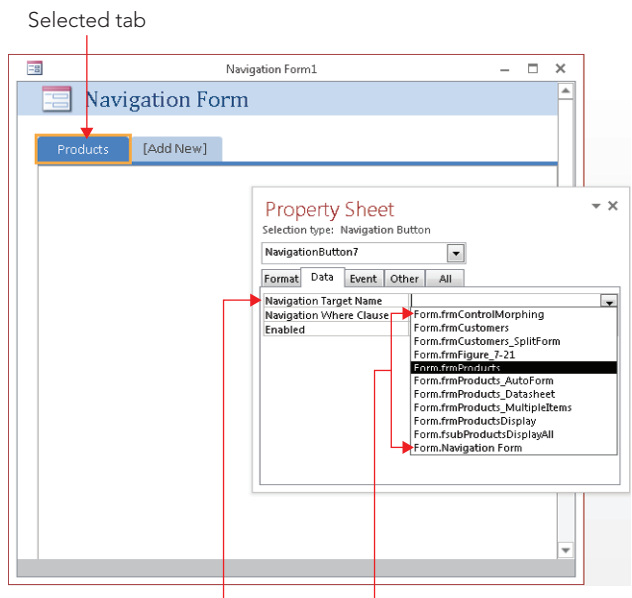 Selected tab
Navigation Form1
Navigation Form
Products [Add New]
Property Sheet
Selection type: Navigation Button
NavigationButton7
Format Data Event Other All
Navigation Target Name
Navigation Where Clause
Enabled
Form.frmControlMorphing
Form.frmCustomers
Form.frmCustomers_SplitForm
Form.frmFigure_7-21
Form.frmProducts
Form.frmProducts_AutoForm
Form.frmProducts_Datasheet
Form.frmProducts_MultipleItems
Form.frmProductsDisplay
Form.fsubProductsDisplayAll
Form.Navigation Form